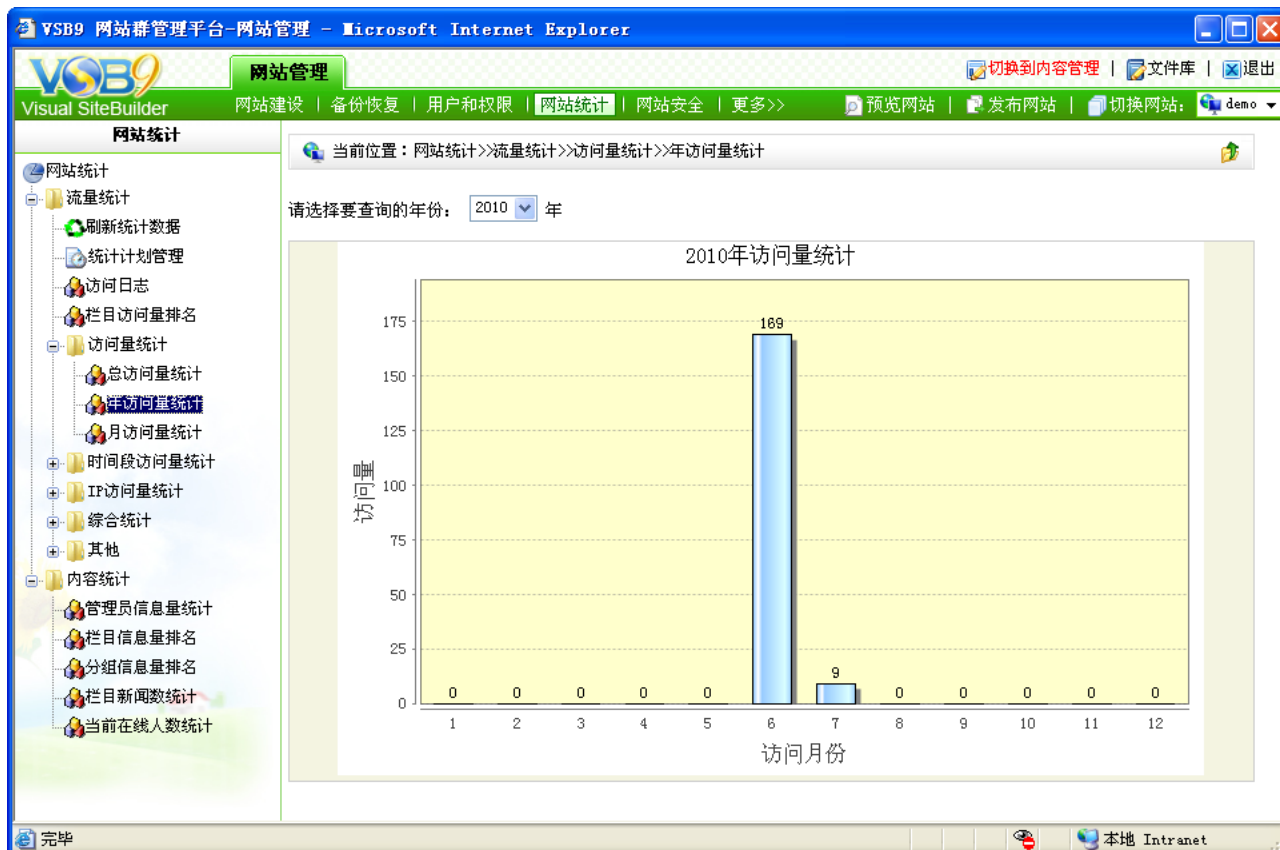 VSB9 网站群管理平台-网站管理 - Microsoft Internet Explorer
VSB9
Visual SiteBuilder
网站管理
切换到内容管理 | 文件库 | 退出
网站建设 | 备份恢复 | 用户和权限 | 网站统计 | 网站安全 | 更多>>
预览网站 | 发布网站 | 切换网站: demo
网站统计
网站统计
流量统计
刷新统计数据
统计计划管理
访问日志
栏目访问量排名
访问量统计
总访问量统计
年访问量统计
月访问量统计
时间段访问量统计
IP访问量统计
综合统计
其他
内容统计
管理员信息量统计
栏目信息量排名
分组信息量排名
栏目新闻数统计
当前在线人数统计
当前位置：网站统计>>流量统计>>访问量统计>>年访问量统计
请选择要查询的年份： 2010 年
2010年访问量统计
访问量
175
150
125
100
75
50
25
0
0 0 0 0 0 169 9 0 0 0 0 0
1 2 3 4 5 6 7 8 9 10 11 12
访问月份
完毕
本地 Intranet